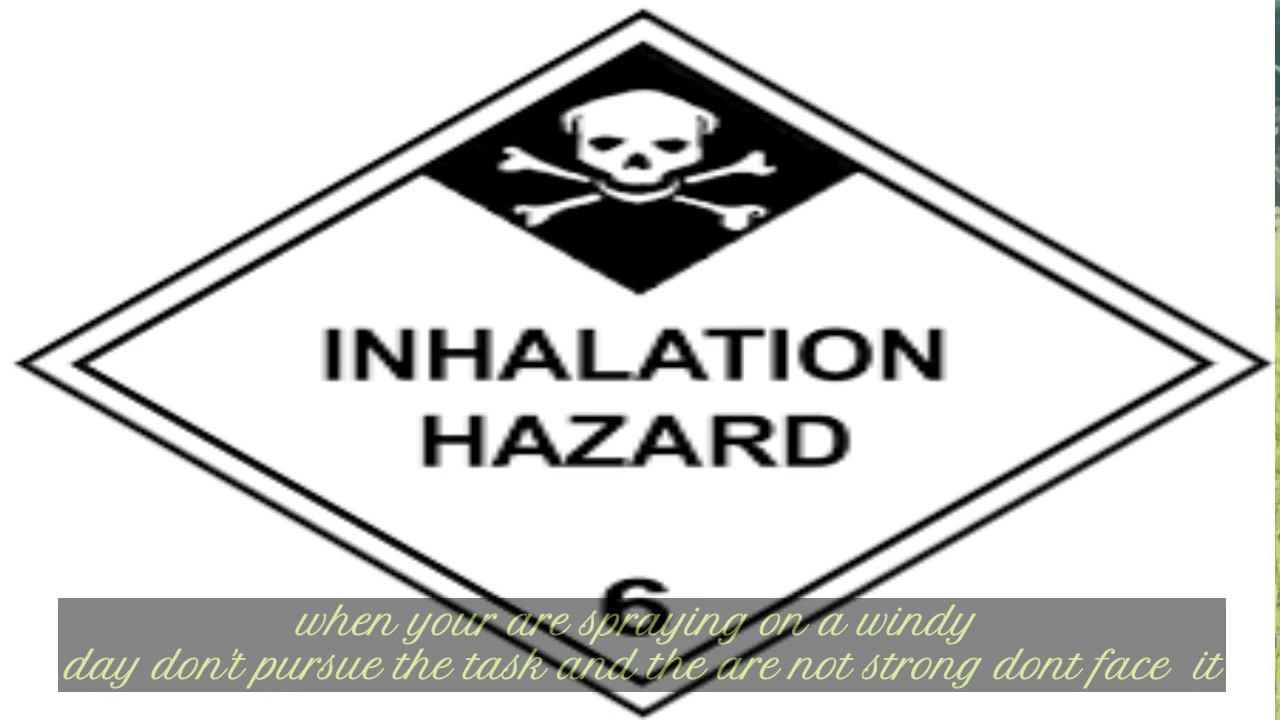 INHALATION
HAZARD
6
when your are spraying on a windy
day don't pursue the task and the are not strong dont face it